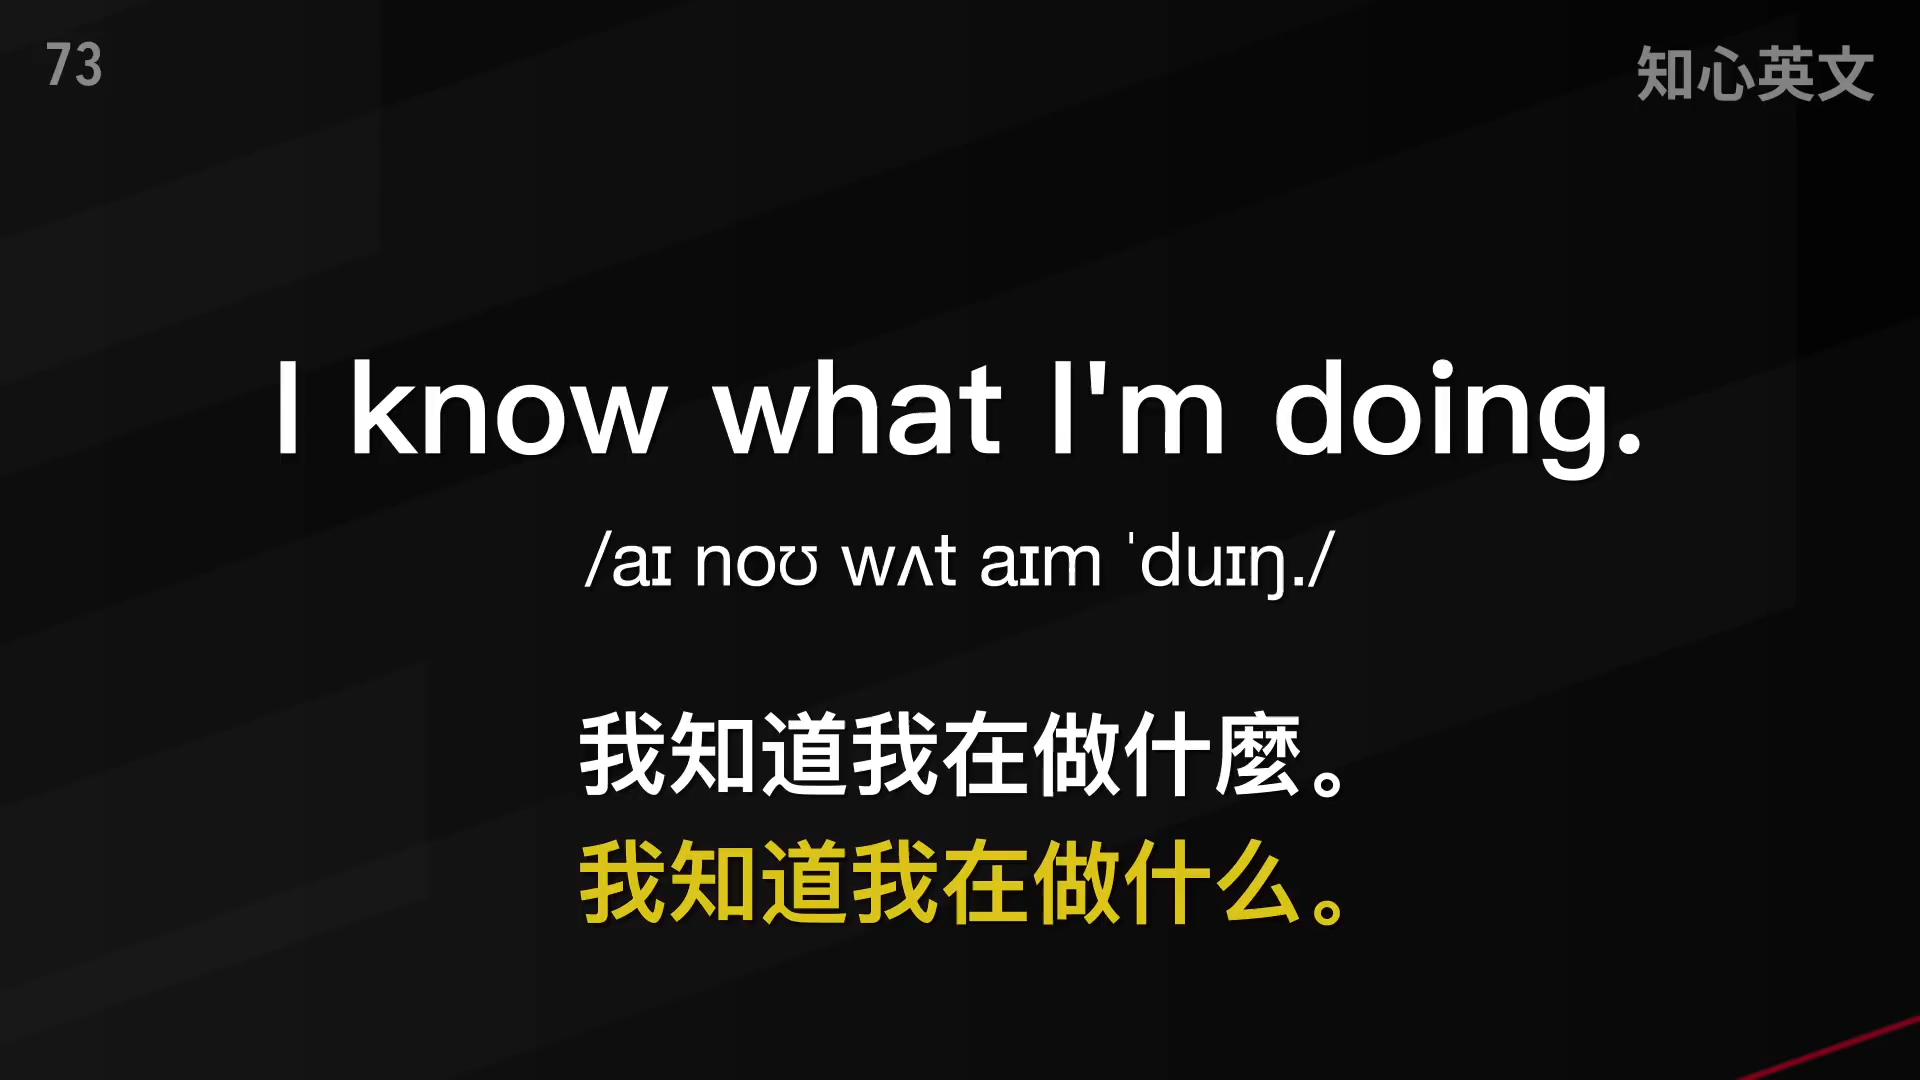 73
知心英文
I know what I'm doing.
/aɪ noʊ wʌt aɪm ˈduɪŋ./
我知道我在做什麼。
我知道我在做什么。